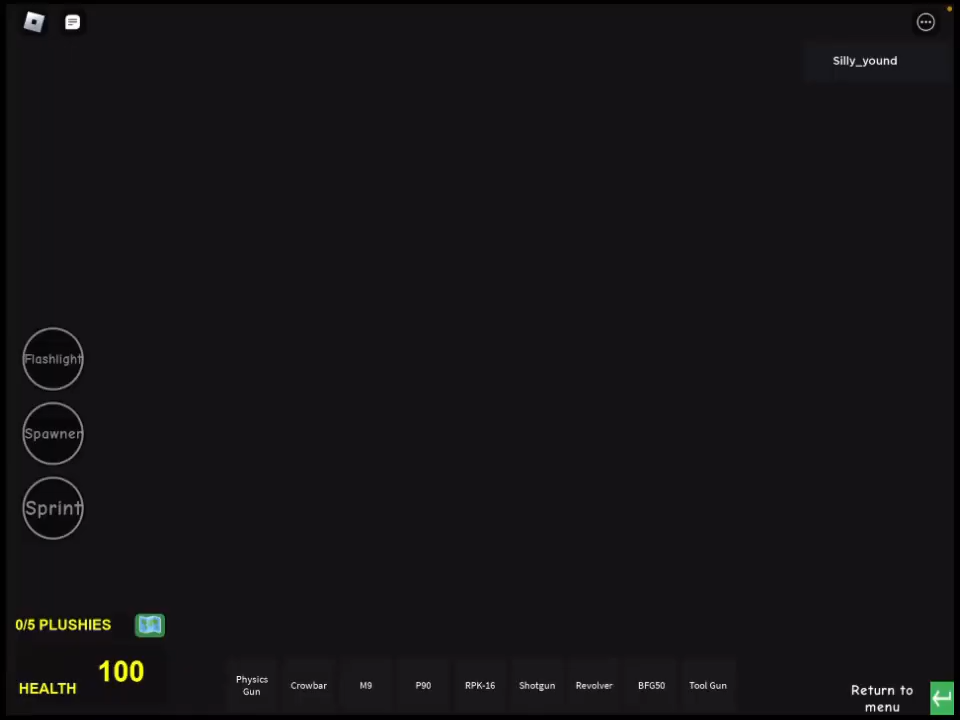 Silly_yound
Flashlight
Spawner
Sprint
0/5 PLUSHIES
100
HEALTH
Physics
Gun
Crowbar
M9
P90
RPK-16
Shotgun
Revolver
BFG50
Tool Gun
Return to
menu